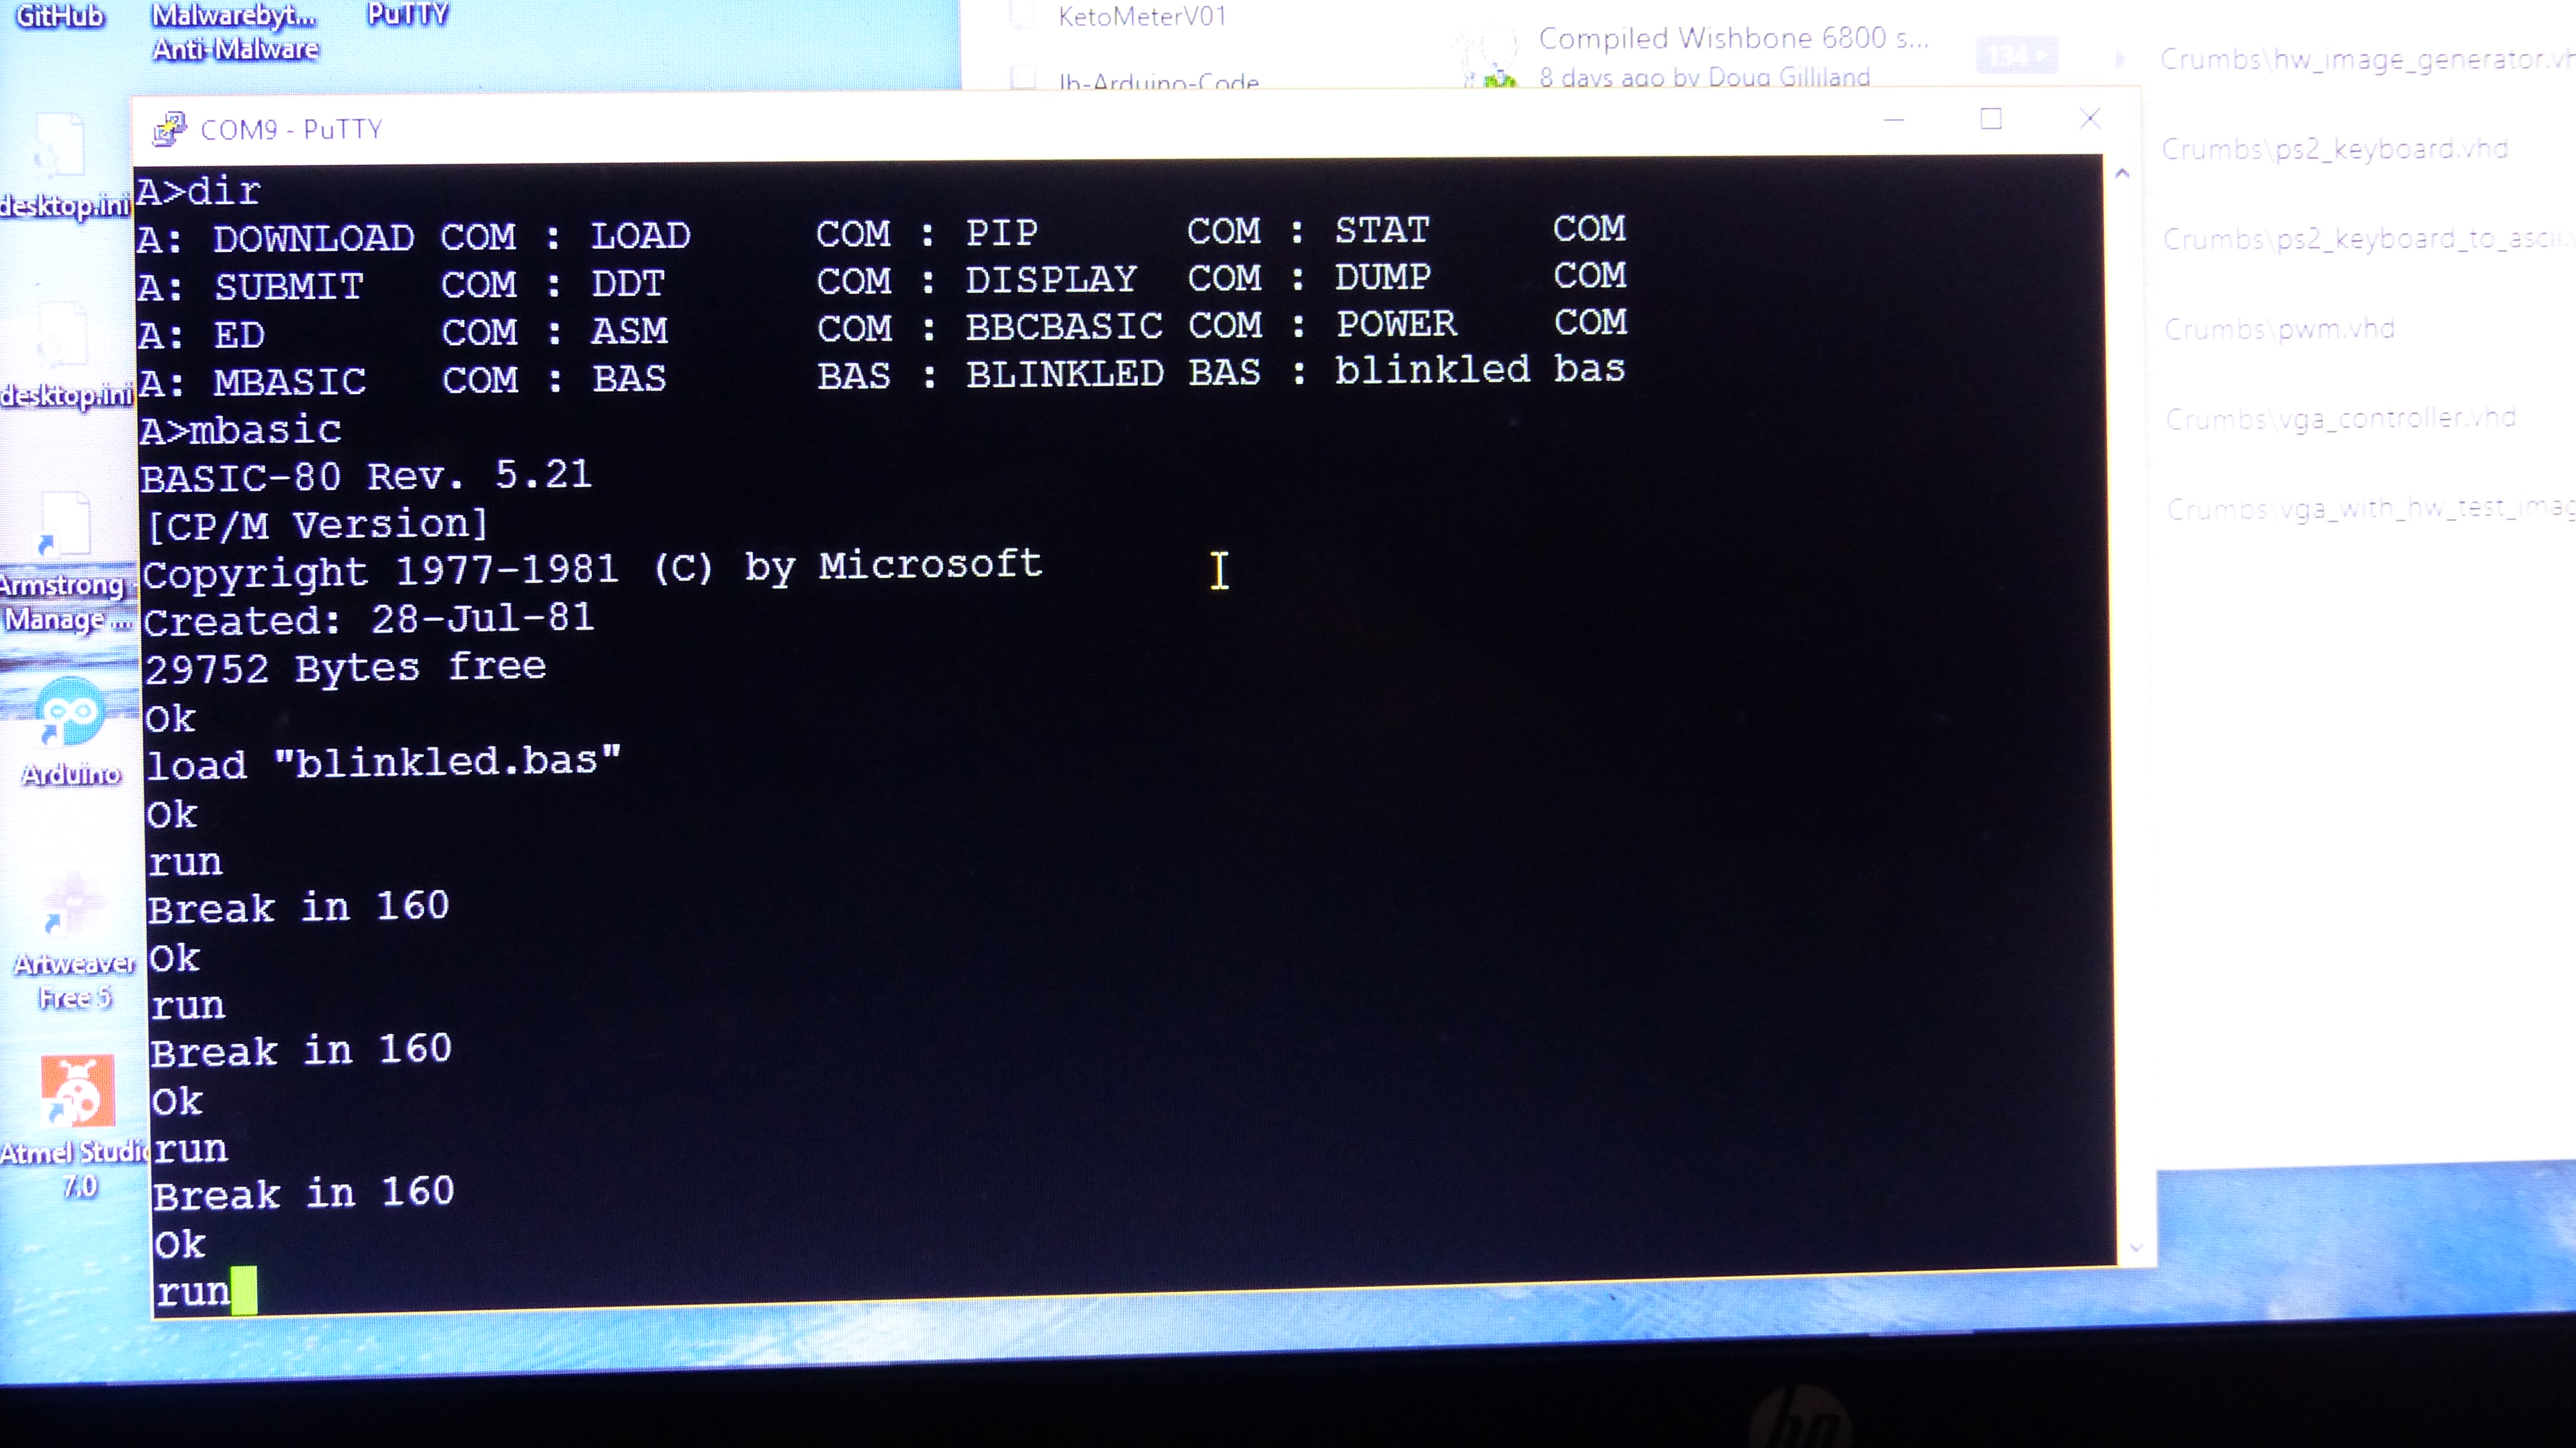 GitHub
Malwarebyt...
Anti-Malware
PuTTY
KetoMeterV01
lb-Arduino-Code
Compiled Wishbone 6800 s...
8 days ago by Doug Gilliland
134
Crumbs\hw_image_generator.vh
Crumbs\ps2_keyboard.vhd
Crumbs\ps2_keyboard_to_ascii.v
Crumbs\pwm.vhd
Crumbs\vga_controller.vhd
Crumbs\vga_with_hw_test_imag
desktop.ini
desktop.ini
Armstrong
Manage ...
Arduino
Artweaver
Free 5
Atmel Studio
7.0
COM9 - PuTTY
A>dir
A: DOWNLOAD COM : LOAD COM : PIP COM : STAT COM
A: SUBMIT COM : DDT COM : DISPLAY COM : DUMP COM
A: ED COM : ASM COM : BBCBASIC COM : POWER COM
A: MBASIC COM : BAS BAS : BLINKLED BAS : blinkled bas
A>mbasic
BASIC-80 Rev. 5.21
[CP/M Version]
Copyright 1977-1981 (C) by Microsoft
Created: 28-Jul-81
29752 Bytes free
Ok
load "blinkled.bas"
Ok
run
Break in 160
Ok
run
Break in 160
Ok
run
Break in 160
Ok
run
hp